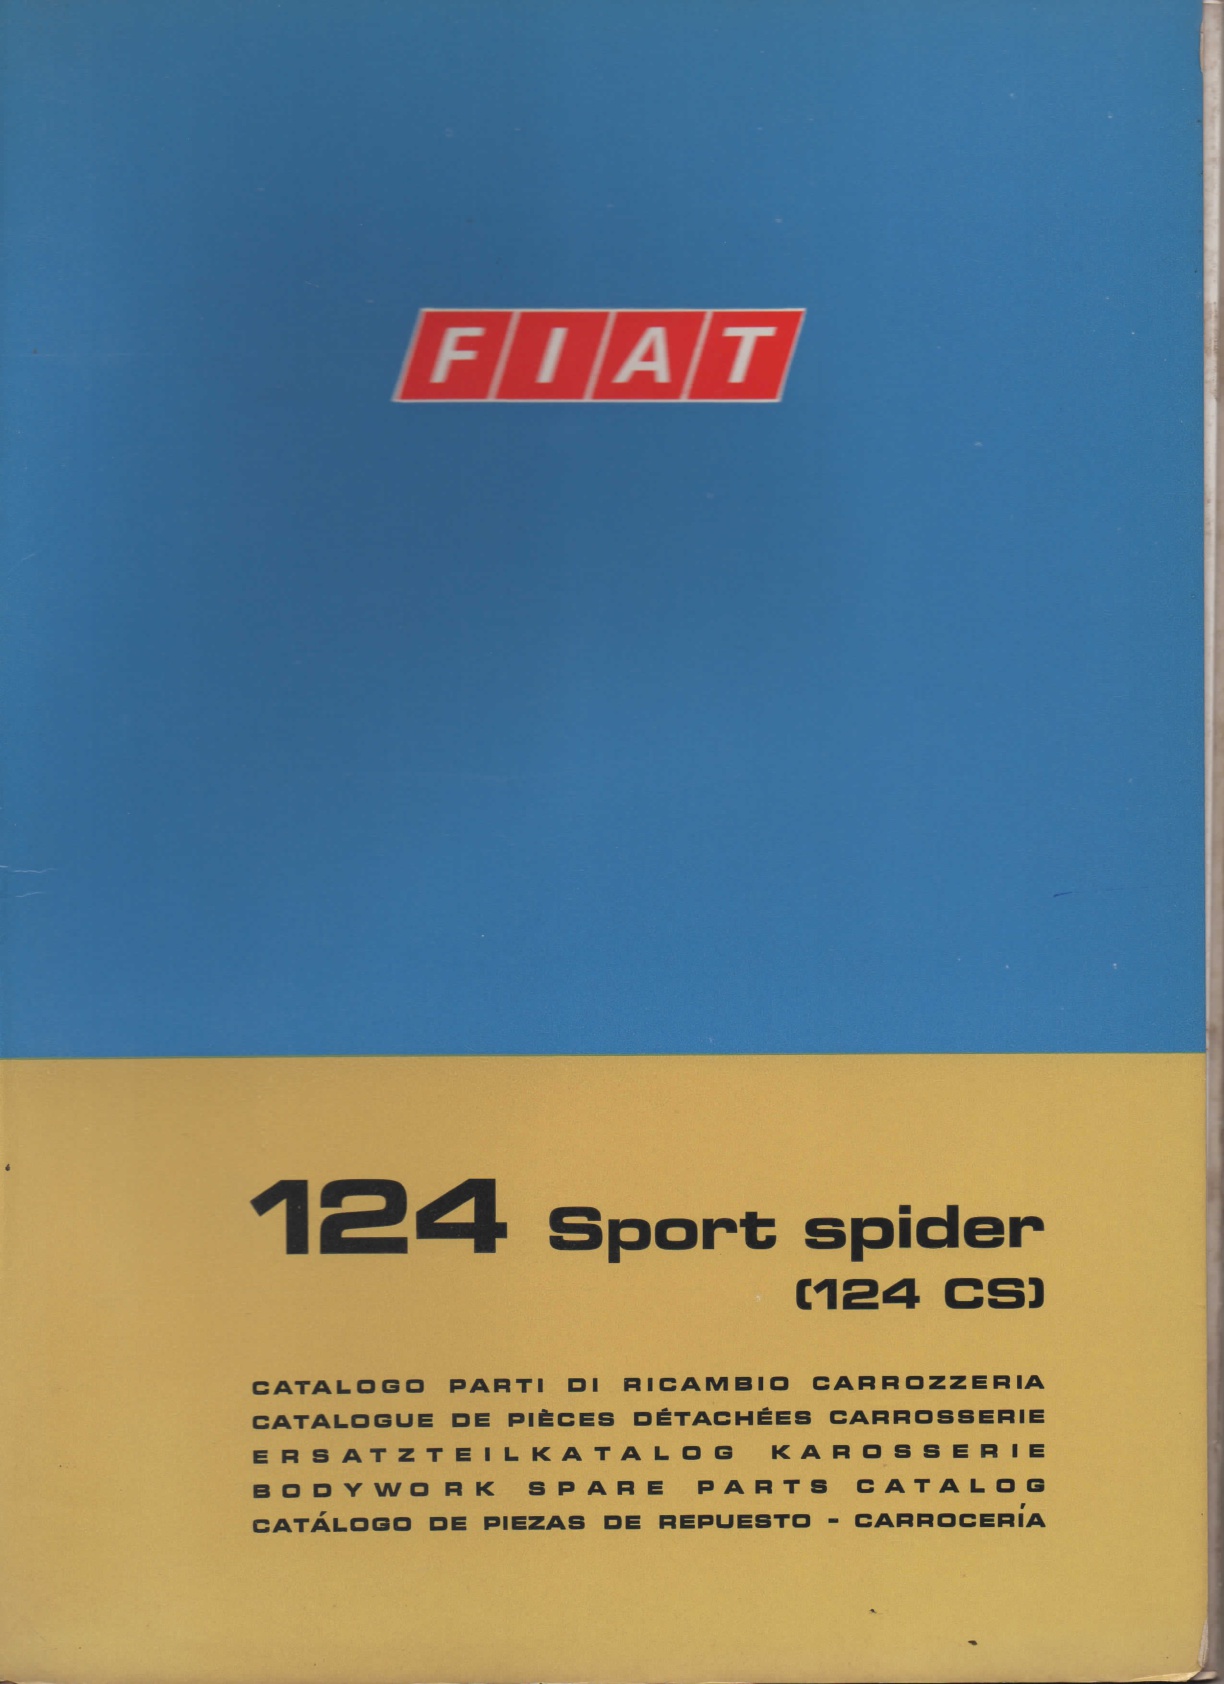 FIAT
124 Sport spider
(124 CS)
CATALOGO PARTI DI RICAMBIO CARROZZERIA
CATALOGUE DE PIÈCES DÉTACHÉES CARROSSERIE
ERSATZTEILKATALOG KAROSSERIE
BODYWORK SPARE PARTS CATALOG
CATÁLOGO DE PIEZAS DE REPUESTO - CARROCERÍA